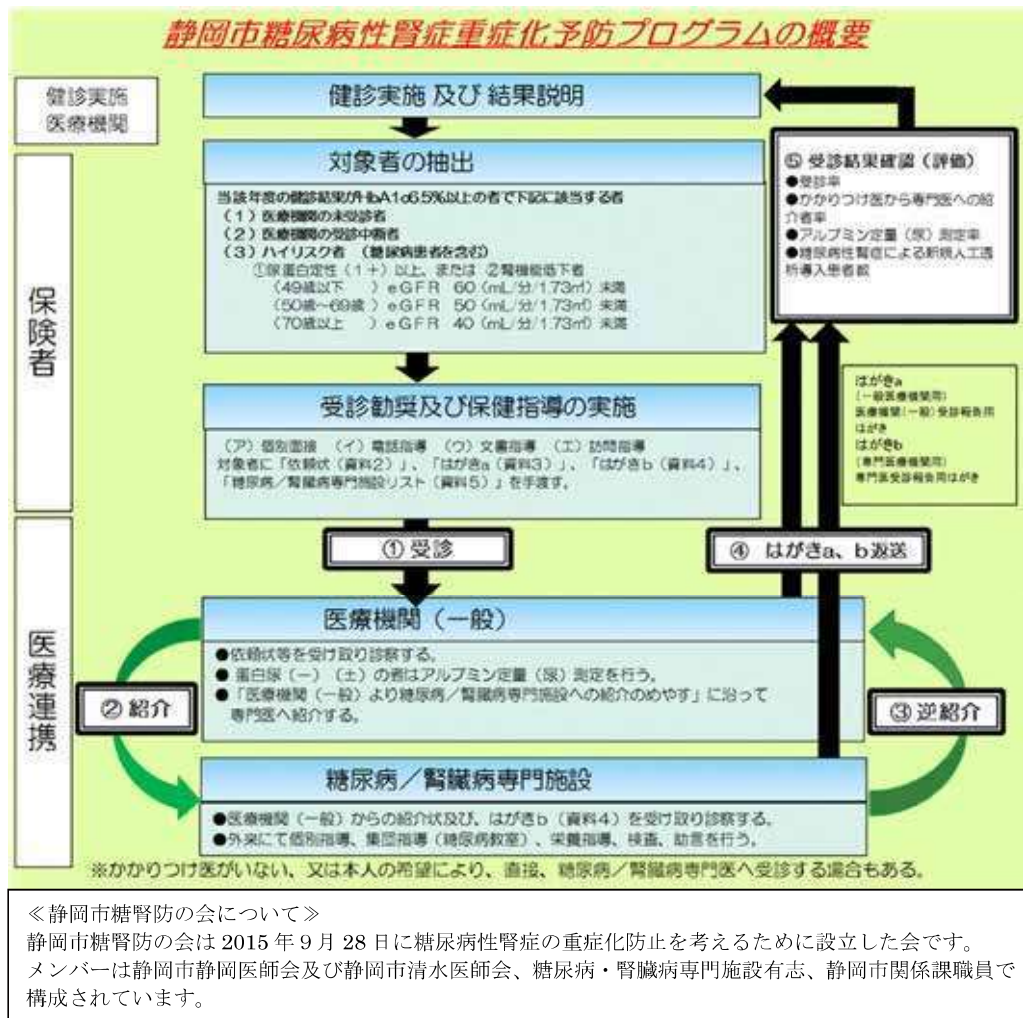 静岡市糖尿病性腎症重症化予防プログラムの概要
健診実施
医療機関
健診実施 及び 結果説明
保険者
対象者の抽出
当該年度の健診結果がHbA1c6.5%以上の者で下記に該当する者
(1)医療機関の未受診者
(2)医療機関の受診中断者
(3)ハイリスク者 (糖尿病患者を含む)
①尿蛋白定性(1+)以上、または ②腎機能低下者
(49歳以下 )eGFR 60(mL/分/1.73㎡)未満
(50歳~69歳 )eGFR 50(mL/分/1.73㎡)未満
(70歳以上 )eGFR 40(mL/分/1.73㎡)未満
⑤ 受診結果確認(評価)
●受診率
●かかりつけ医から専門医への紹
介者率
●アルブミン定量(尿)測定率
●糖尿病性腎症による新規人工透
析導入患者数
受診勧奨及び保健指導の実施
(ア)個別面接 (イ)電話指導 (ウ)文書指導 (エ)訪問指導
対象者に「依頼状(資料2)」、「はがきa(資料3)」、「はがきb(資料4)」、
「糖尿病/腎臓病専門施設リスト(資料5)」を手渡す。
はがきa
(一般医療機関用)
医療機関(一般)受診報告用
はがき
はがきb
(専門医療機関用)
専門医受診報告用はがき
① 受診
④ はがきa、b返送
医療連携
医療機関(一般)
●依頼状等を受け取り診察する。
● 蛋白尿(-)(±)の者はアルブミン定量(尿)測定を行う。
●「医療機関(一般)より糖尿病/腎臓病専門施設への紹介のめやす」に沿って
専門医へ紹介する。
② 紹介
③ 逆紹介
糖尿病/腎臓病専門施設
●医療機関(一般)からの紹介状及び、はがきb(資料4)を受け取り診察する。
●外来にて個別指導、集団指導(糖尿病教室)、栄養指導、検査、助言を行う。
※かかりつけ医がいない、又は本人の希望により、直接、糖尿病/腎臓病専門医へ受診する場合もある。
≪静岡市糖腎防の会について≫
静岡市糖腎防の会は 2015 年 9 月 28 日に糖尿病性腎症の重症化防止を考えるために設立した会です。
メンバーは静岡市静岡医師会及び静岡市清水医師会、糖尿病・腎臓病専門施設有志、静岡市関係課職員で
構成されています。